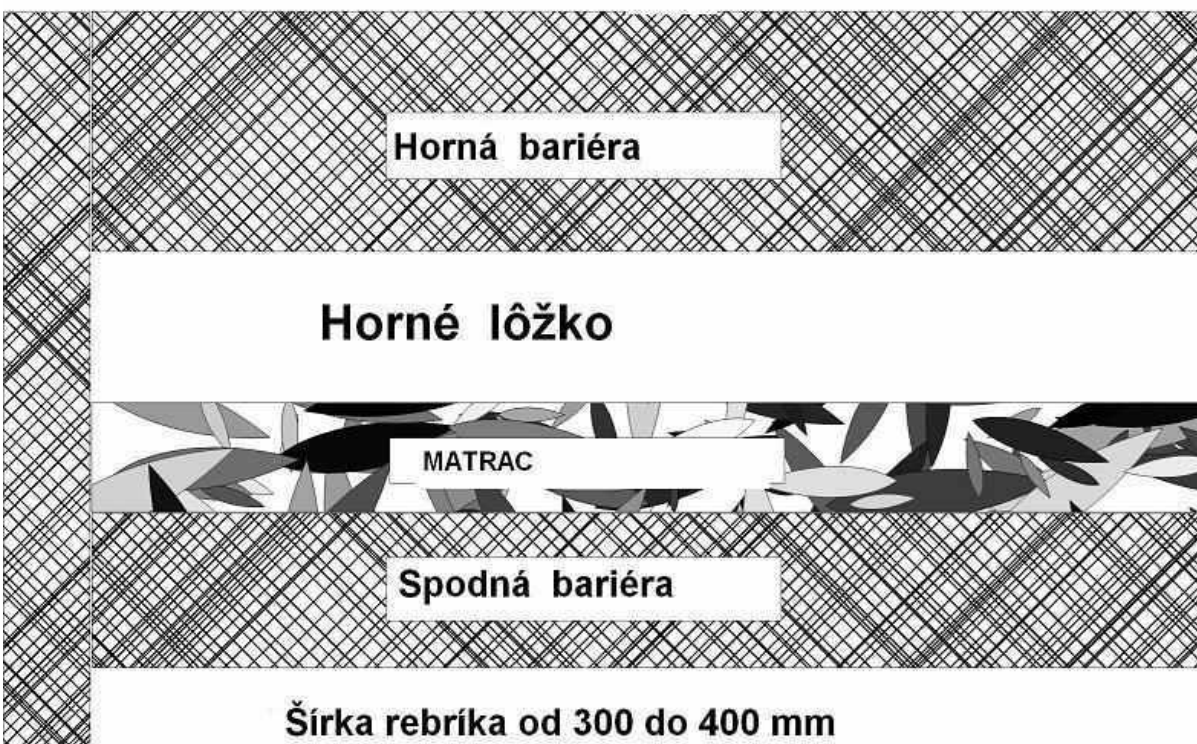 Horná bariéra
Horné lôžko
MATRAC
Spodná bariéra
Šírka rebríka od 300 do 400 mm